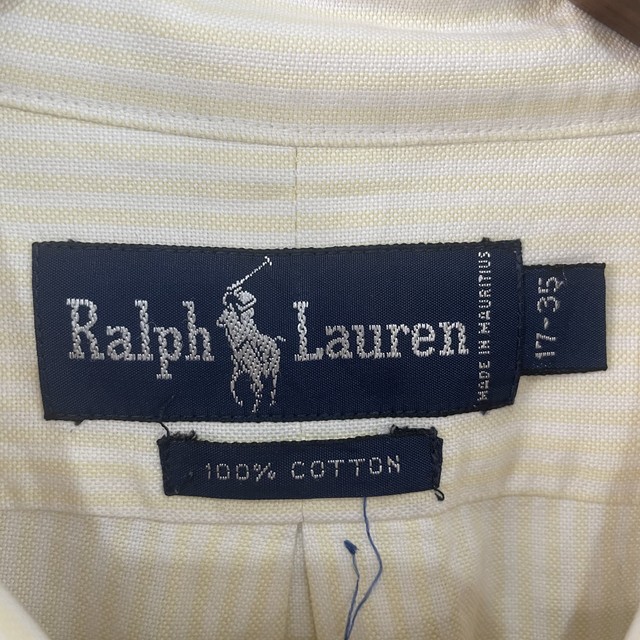 Ralph Lauren
MADE IN MAURITIUS
17-35
100% COTTON